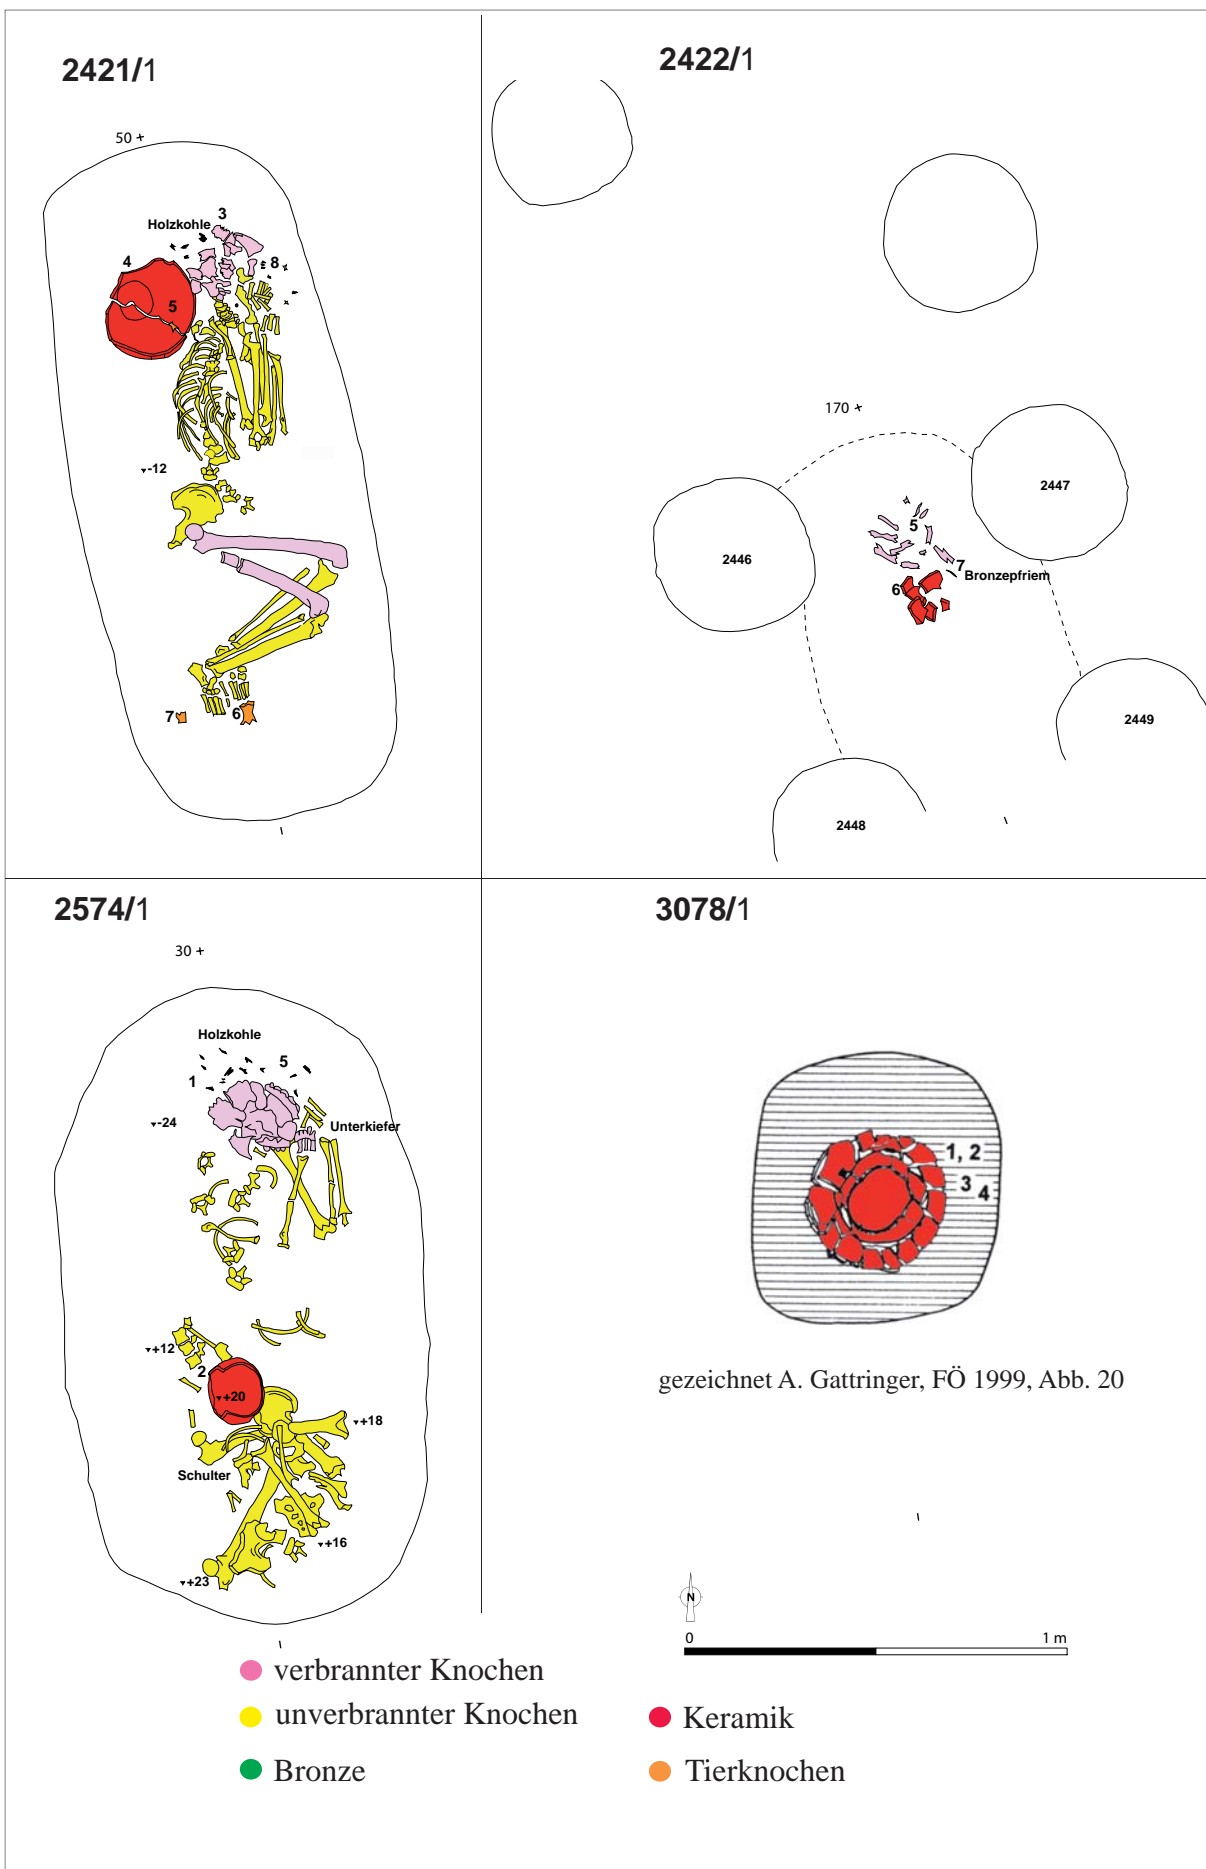 2421/1
50 +
3
Holzkohle
4
8
5
-12
7
6
2422/1
170 +
2447
5
2446
7
Bronzepfriem
6
2449
2448
2574/1
30 +
Holzkohle
5
1
-24
Unterkiefer
+12
2
+20
+18
Schulter
+16
+23
3078/1
1, 2
3
4
gezeichnet A. Gattringer, FÖ 1999, Abb. 20
N
0
1 m
verbrannter Knochen
unverbrannter Knochen
Keramik
Bronze
Tierknochen